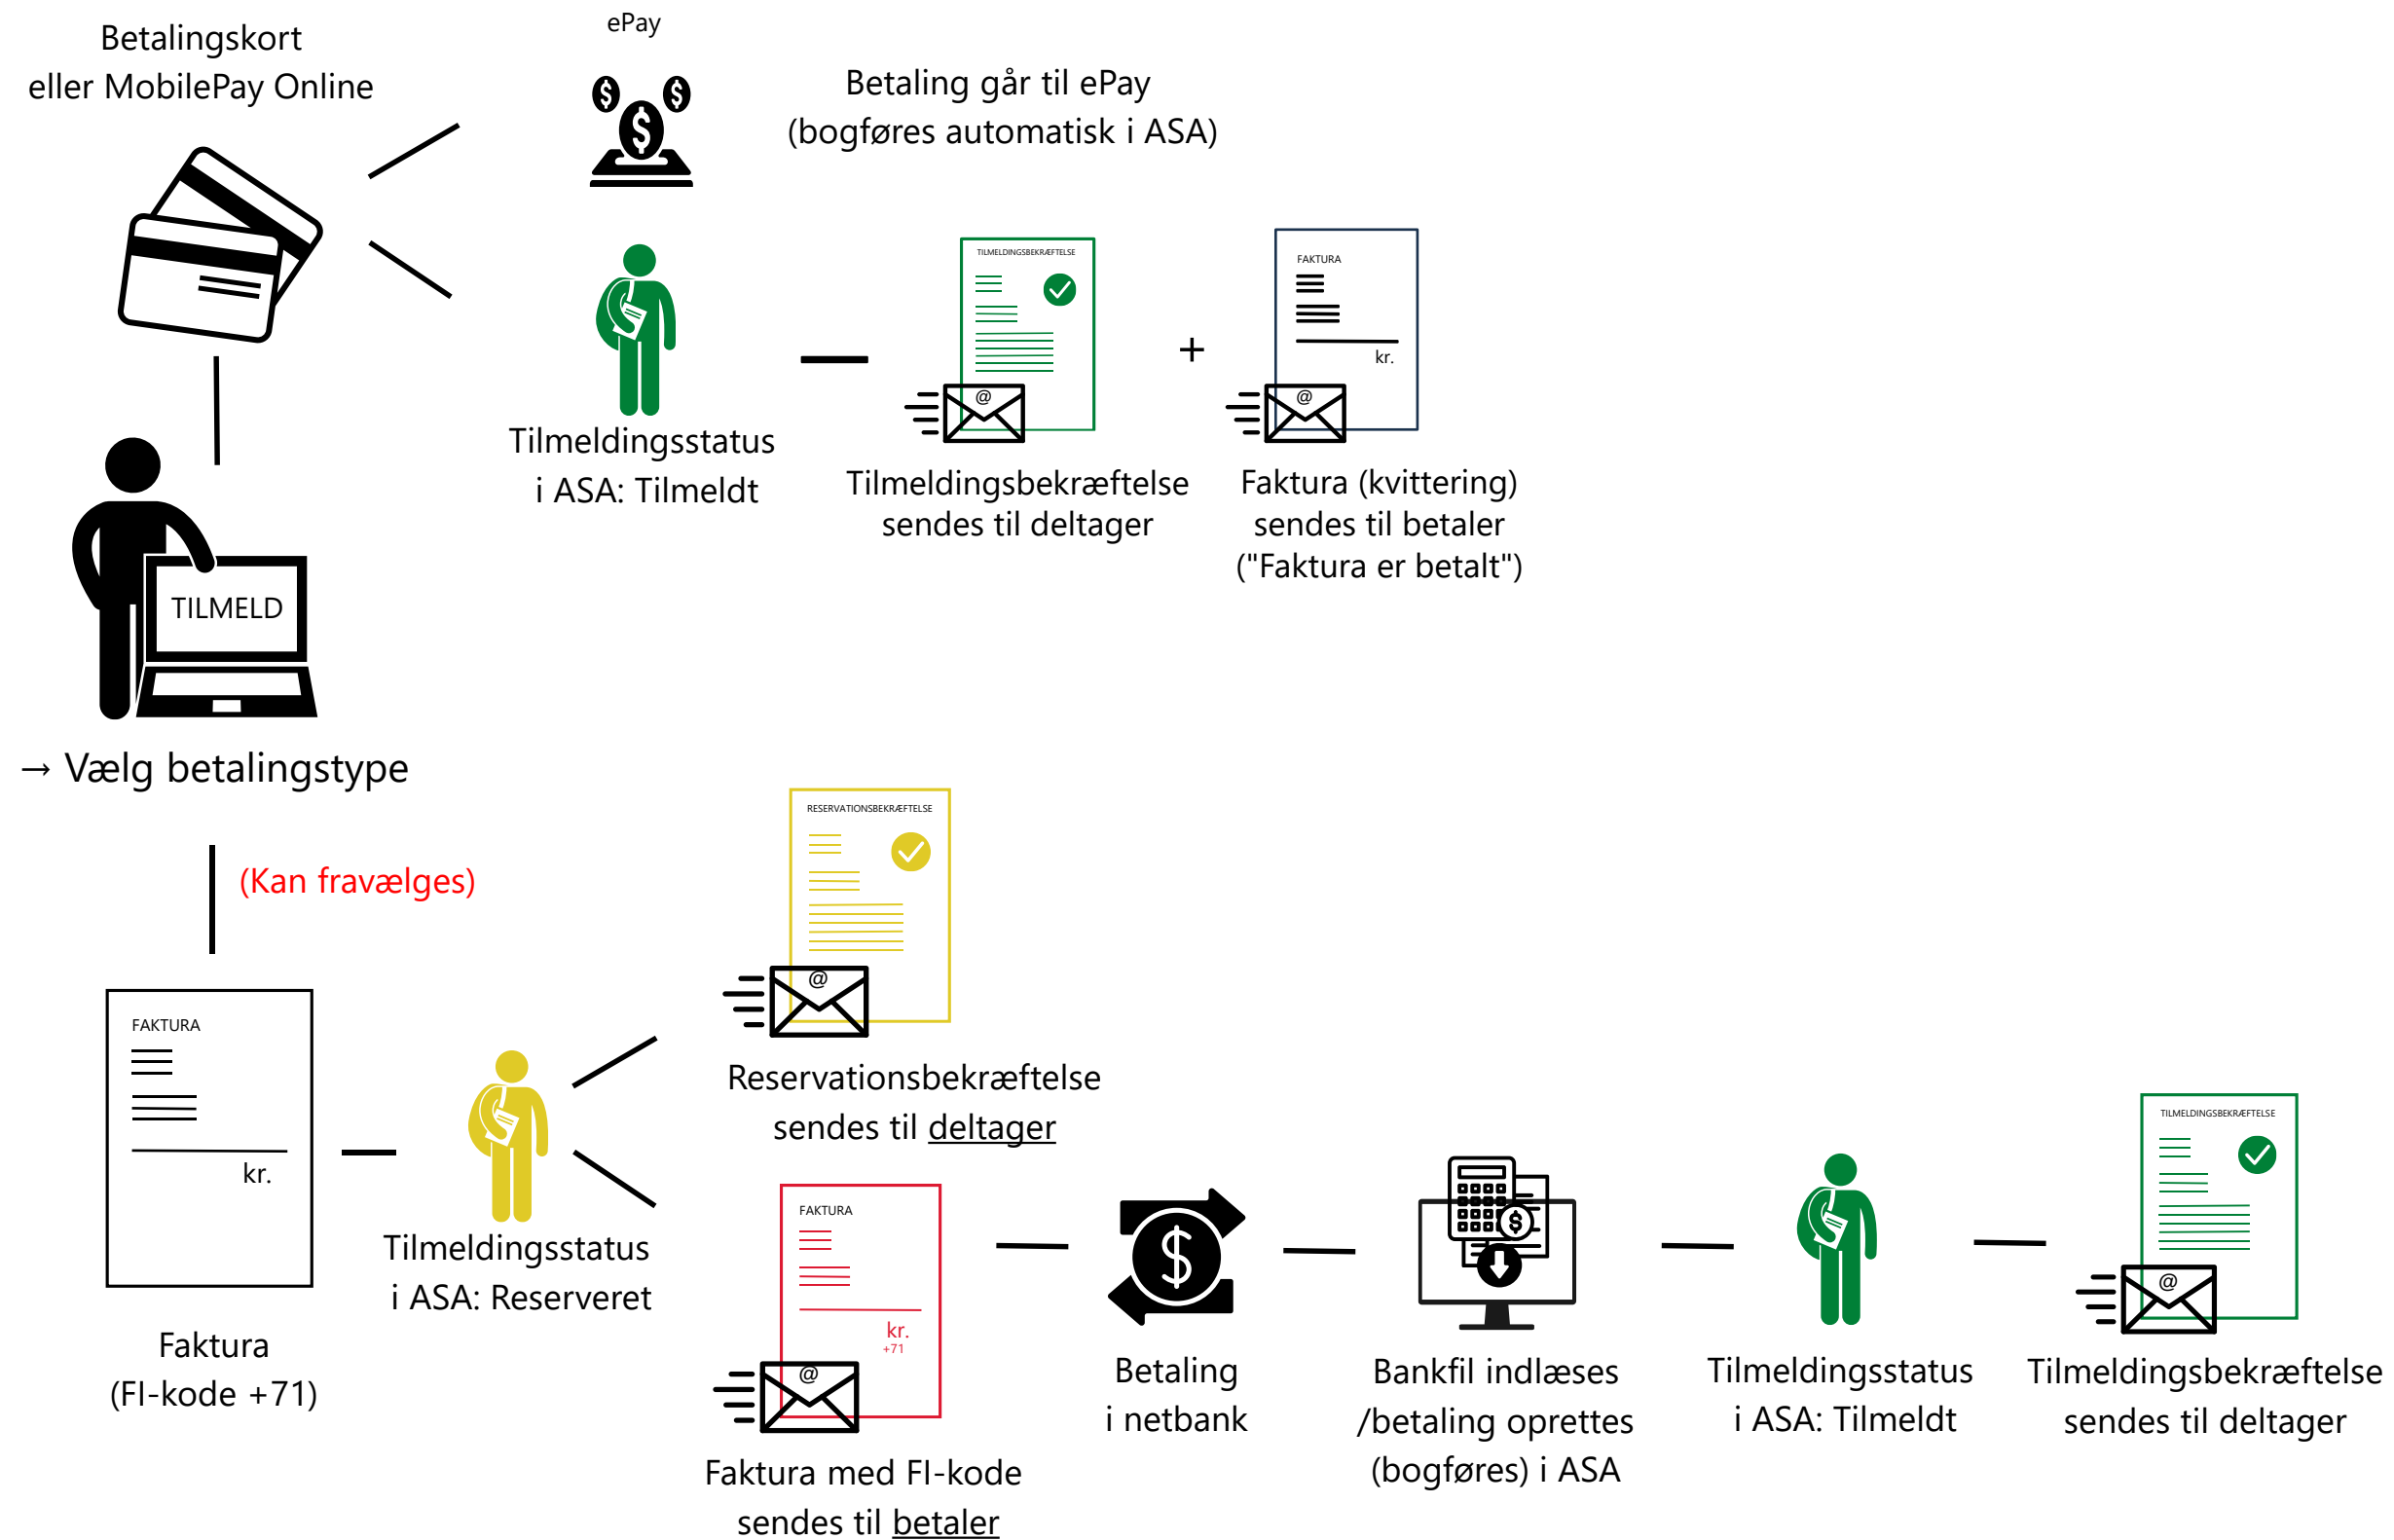 Betalingskort
eller MobilePay Online
ePay
Betaling går til ePay
(bogføres automatisk i ASA)
Tilmeldingsstatus
i ASA: Tilmeldt
TILMELDINGSBEKRÆFTELSE
@
Tilmeldingsbekræftelse
sendes til deltager
+
FAKTURA
kr.
@
Faktura (kvittering)
sendes til betaler
("Faktura er betalt")
TILMELD
→ Vælg betalingstype
(Kan fravælges)
FAKTURA
kr.
Faktura
(FI-kode +71)
Tilmeldingsstatus
i ASA: Reserveret
RESERVATIONSBEKRÆFTELSE
@
Reservationsbekræftelse
sendes til deltager
FAKTURA
kr.
+71
@
Faktura med FI-kode
sendes til betaler
Betaling
i netbank
Bankfil indlæses
/betaling oprettes
(bogføres) i ASA
Tilmeldingsstatus
i ASA: Tilmeldt
TILMELDINGSBEKRÆFTELSE
@
Tilmeldingsbekræftelse
sendes til deltager